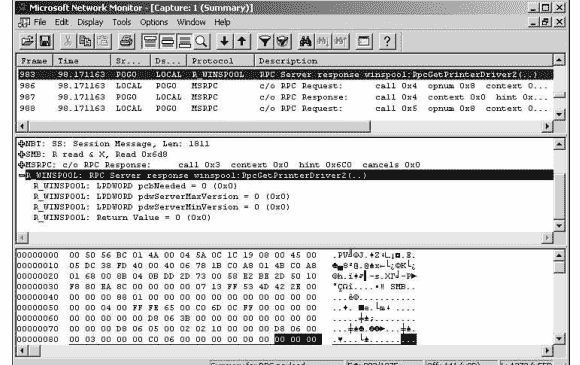 Microsoft Network Monitor - [Capture: 1 (Summary)]
File Edit Display Tools Options Window Help
Frame Time Sr... Ds... Protocol Description
983 98.171163 POGO LOCAL R_WINSPOOL RPC Server response winspool:RpcGetPrinterDriver2(..)
986 98.171163 LOCAL POGO MSRPC c/o RPC Request: call 0x4 opnum 0x8 context 0...
987 98.171163 POGO LOCAL MSRPC c/o RPC Response: call 0x4 context 0x0 hint 0x...
988 98.171163 LOCAL POGO MSRPC c/o RPC Request: call 0x5 opnum 0x8 context 0...
NBT: SS: Session Message, Len: 1811
SMB: R read & X, Read 0x6d8
MSRPC: c/o RPC Response: call 0x3 context 0x0 hint 0x6C0 cancels 0x0
R_WINSPOOL: RPC Server response winspool:RpcGetPrinterDriver2(..)
R_WINSPOOL: LPDWORD pcbNeeded = 0 (0x0)
R_WINSPOOL: LPDWORD pdwServerMaxVersion = 0 (0x0)
R_WINSPOOL: LPDWORD pdwServerMinVersion = 0 (0x0)
R_WINSPOOL: Return Value = 0 (0x0)
00000000 00 50 56 BC 01 4A 00 04 5A 0C 1C 19 08 00 45 00
00000010 05 DC 38 FD 40 00 40 06 78 1B C0 A8 01 4B C0 A8
00000020 01 68 00 8B 04 0B DD 2D 73 00 58 E2 BE 2D 50 10
00000030 F8 80 EA 8C 00 00 00 00 07 13 FF 53 4D 42 2E 00
00000040 00 00 00 88 01 00 00 00 00 00 00 00 00 00 00 00
00000050 00 00 04 00 FF FE 65 00 C0 6D 0C FF 00 00 00 00
00000060 00 00 00 00 D8 06 3B 00 00 00 00 00 00 00 00 00
00000070 00 00 D8 06 05 00 02 02 10 00 00 00 D8 06 00
00000080 00 03 00 00 00 C0 06 00 00 00 00 00 00 00 00 00